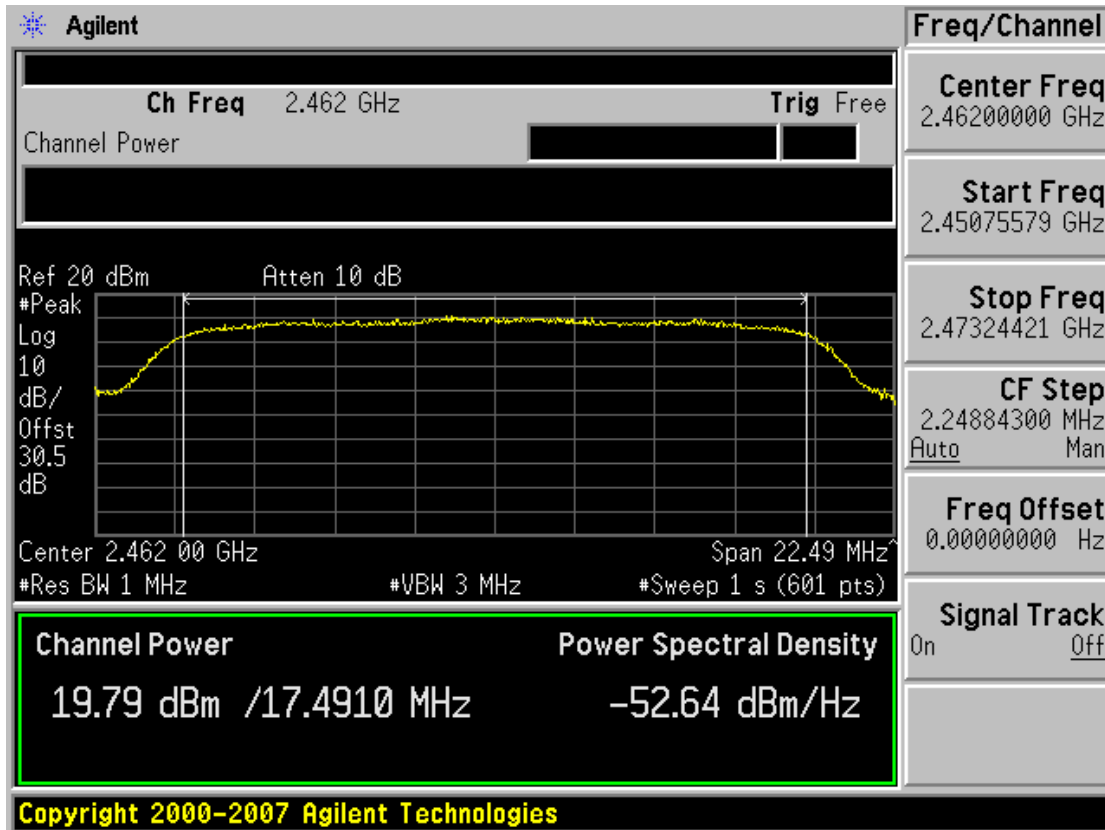 Agilent
Freq/Channel
Ch Freq 2.462 GHz Trig Free
Channel Power
Center Freq
2.46200000 GHz
Start Freq
2.45075579 GHz
Stop Freq
2.47324421 GHz
CF Step
2.24884300 MHz
Auto Man
Freq Offset
0.00000000 Hz
Signal Track
On Off
Ref 20 dBm Atten 10 dB
#Peak
Log
10
dB/
Offst
30.5
dB
Center 2.462 00 GHz Span 22.49 MHz^
#Res BW 1 MHz #VBW 3 MHz #Sweep 1 s (601 pts)
Channel Power Power Spectral Density
19.79 dBm /17.4910 MHz -52.64 dBm/Hz
Copyright 2000-2007 Agilent Technologies